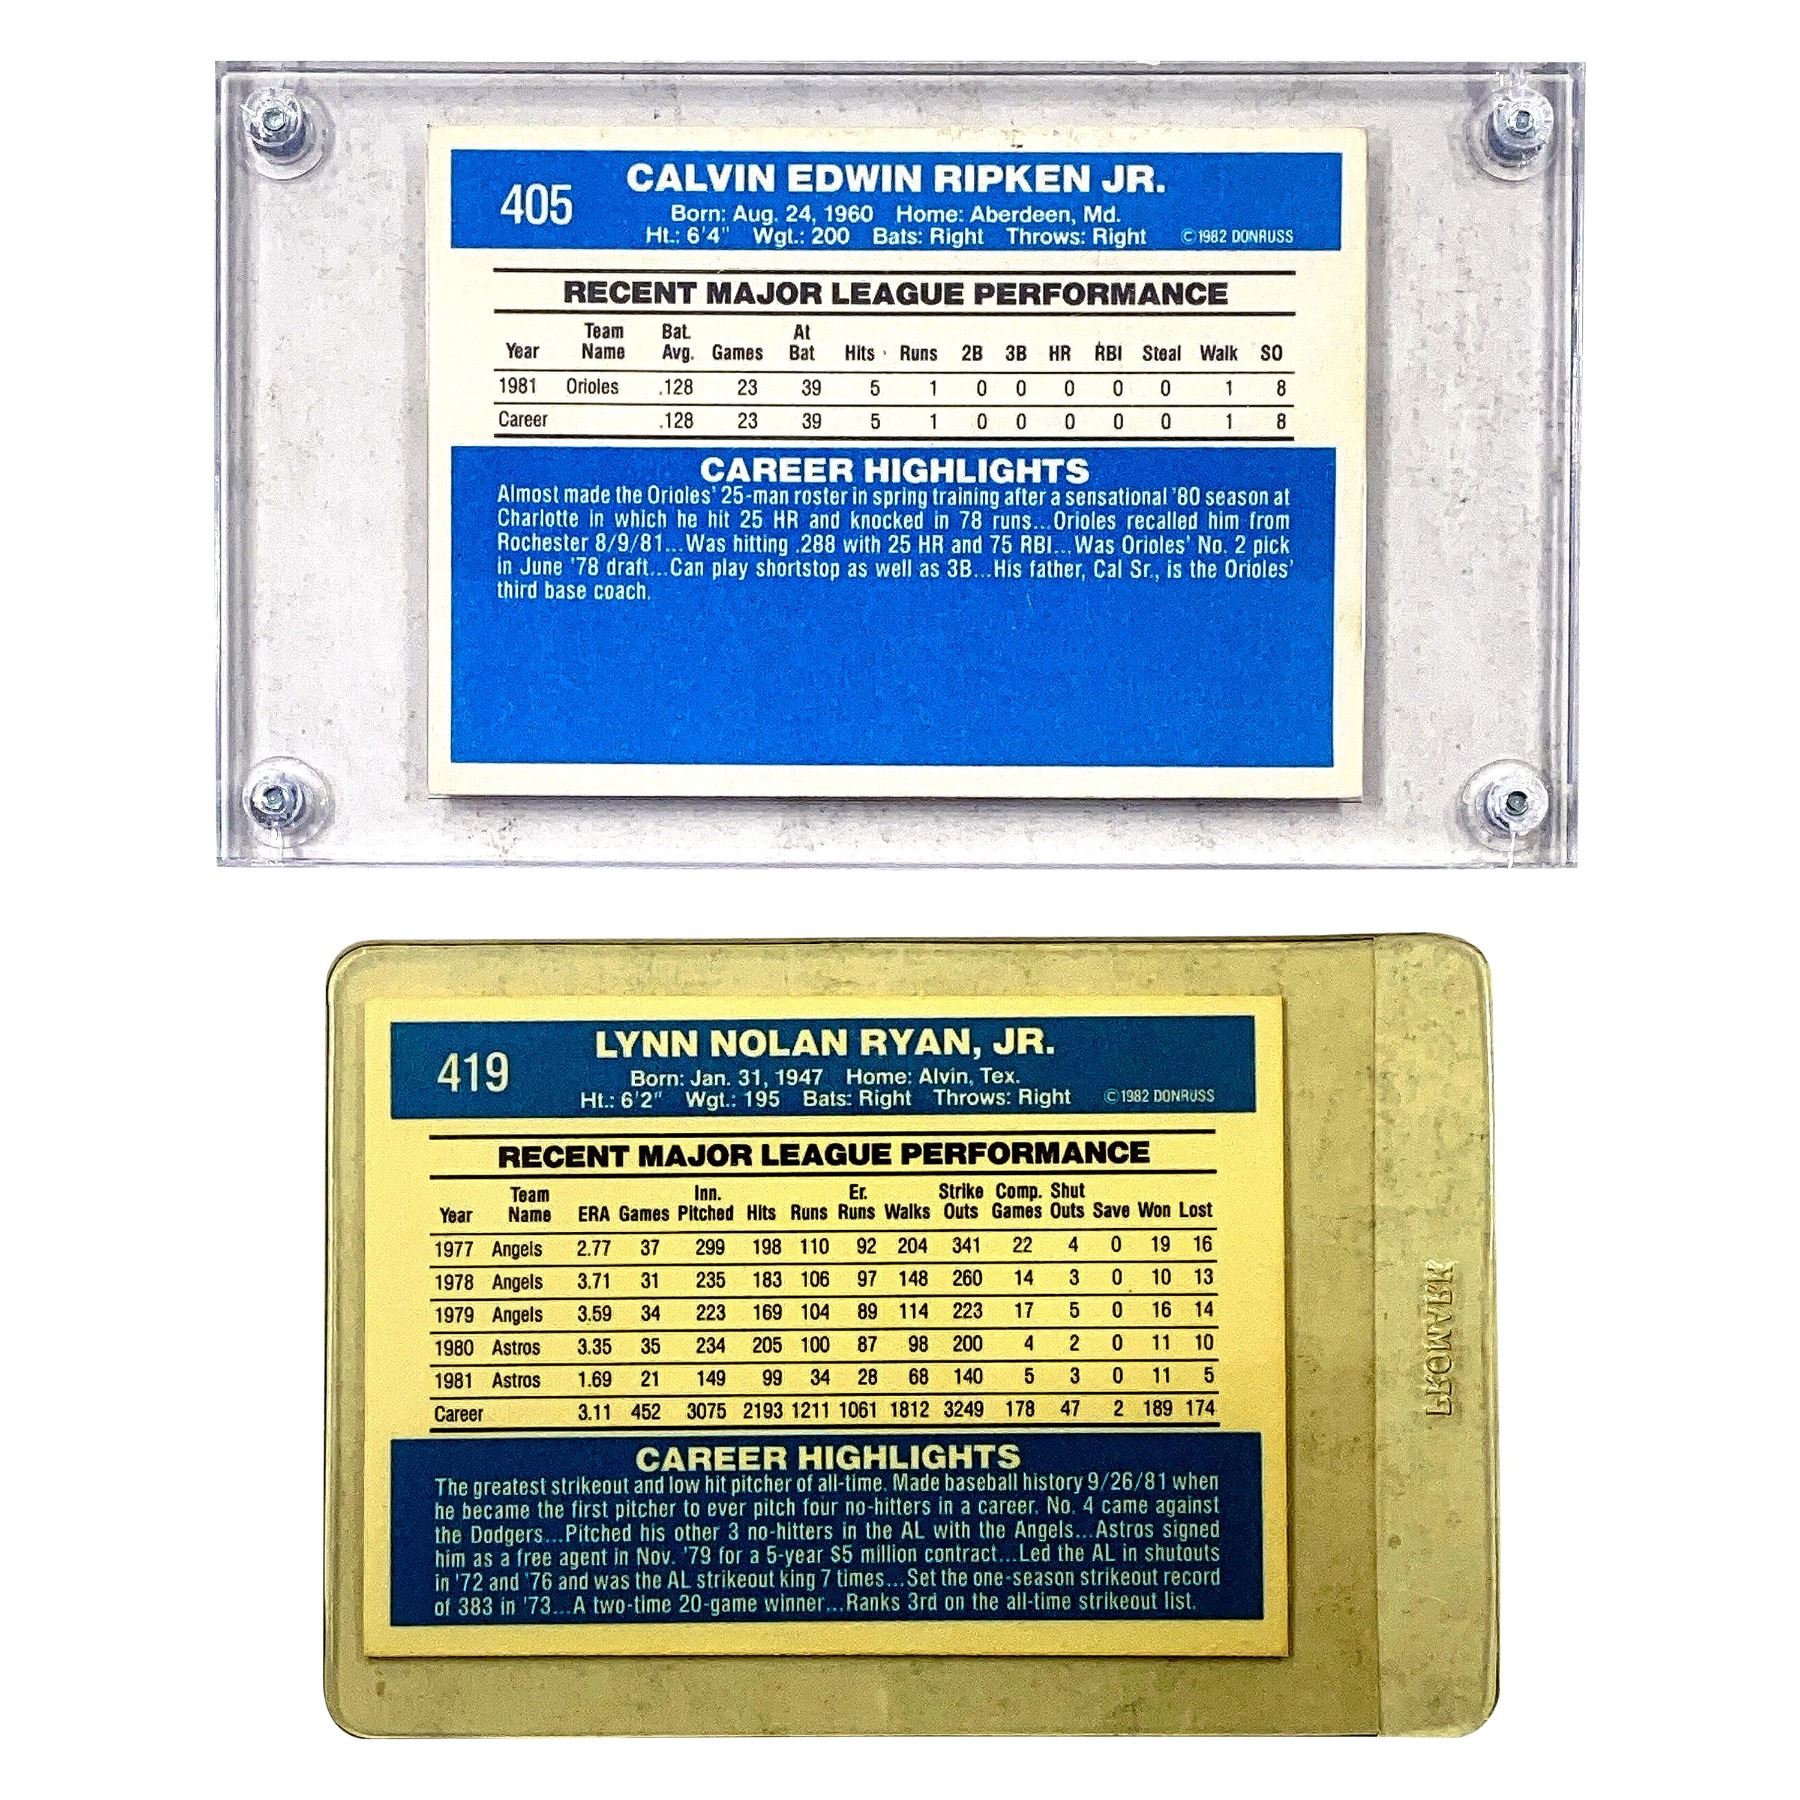 405
CALVIN EDWIN RIPKEN JR.
Born: Aug. 24, 1960 Home: Aberdeen, Md.
Ht.: 6'4" Wgt.: 200 Bats: Right Throws: Right ©1982 DONRUSS
RECENT MAJOR LEAGUE PERFORMANCE
Year Team Name Bat. Avg. Games At Bat Hits Runs 2B 3B HR RBI Steal Walk SO
1981 Orioles .128 23 39 5 1 0 0 0 0 0 1 8
Career .128 23 39 5 1 0 0 0 0 0 1 8
CAREER HIGHLIGHTS
Almost made the Orioles' 25-man roster in spring training after a sensational '80 season at
Charlotte in which he hit 25 HR and knocked in 78 runs...Orioles recalled him from
Rochester 8/9/81...Was hitting .288 with 25 HR and 75 RBI...Was Orioles' No. 2 pick
in June '78 draft...Can play shortstop as well as 3B...His father, Cal Sr., is the Orioles'
third base coach.
419
LYNN NOLAN RYAN, JR.
Born: Jan. 31, 1947 Home: Alvin, Tex.
Ht.: 6'2" Wgt.: 195 Bats: Right Throws: Right ©1982 DONRUSS
RECENT MAJOR LEAGUE PERFORMANCE
Year Team Name ERA Games Inn. Pitched Hits Runs Er. Runs Walks Strike Outs Comp. Games Shut Outs Save Won Lost
1977 Angels 2.77 37 299 198 110 92 204 341 22 4 0 19 16
1978 Angels 3.71 31 235 183 106 97 148 260 14 3 0 10 13
1979 Angels 3.59 34 223 169 104 89 114 223 17 5 0 16 14
1980 Astros 3.35 35 234 205 100 87 98 200 4 2 0 11 10
1981 Astros 1.69 21 149 99 34 28 68 140 5 3 0 11 5
Career 3.11 452 3075 2193 1211 1061 1812 3249 178 47 2 189 174
CAREER HIGHLIGHTS
The greatest strikeout and low hit pitcher of all-time. Made baseball history 9/26/81 when
he became the first pitcher to ever pitch four no-hitters in a career. No. 4 came against
the Dodgers...Pitched his other 3 no-hitters in the AL with the Angels...Astros signed
him as a free agent in Nov. '79 for a 5-year $5 million contract...Led the AL in shutouts
in '72 and '76 and was the AL strikeout king 7 times...Set the one-season strikeout record
of 383 in '73...A two-time 20-game winner...Ranks 3rd on the all-time strikeout list.
PROMARK